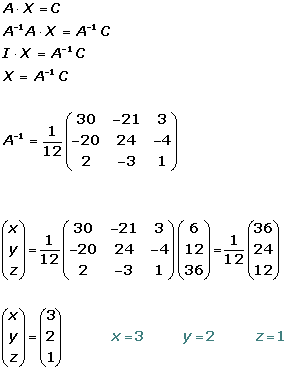 A · X = C
A⁻¹A · X = A⁻¹ C
I · X = A⁻¹ C
X = A⁻¹ C
A⁻¹ = 1/12 (30 −21 3
−20 24 −4
2 −3 1)
(x y z) = 1/12 (30 −21 3
−20 24 −4
2 −3 1) (6 12 36) = 1/12 (36 24 12)
(x y z) = (3 2 1) x = 3 y = 2 z = 1